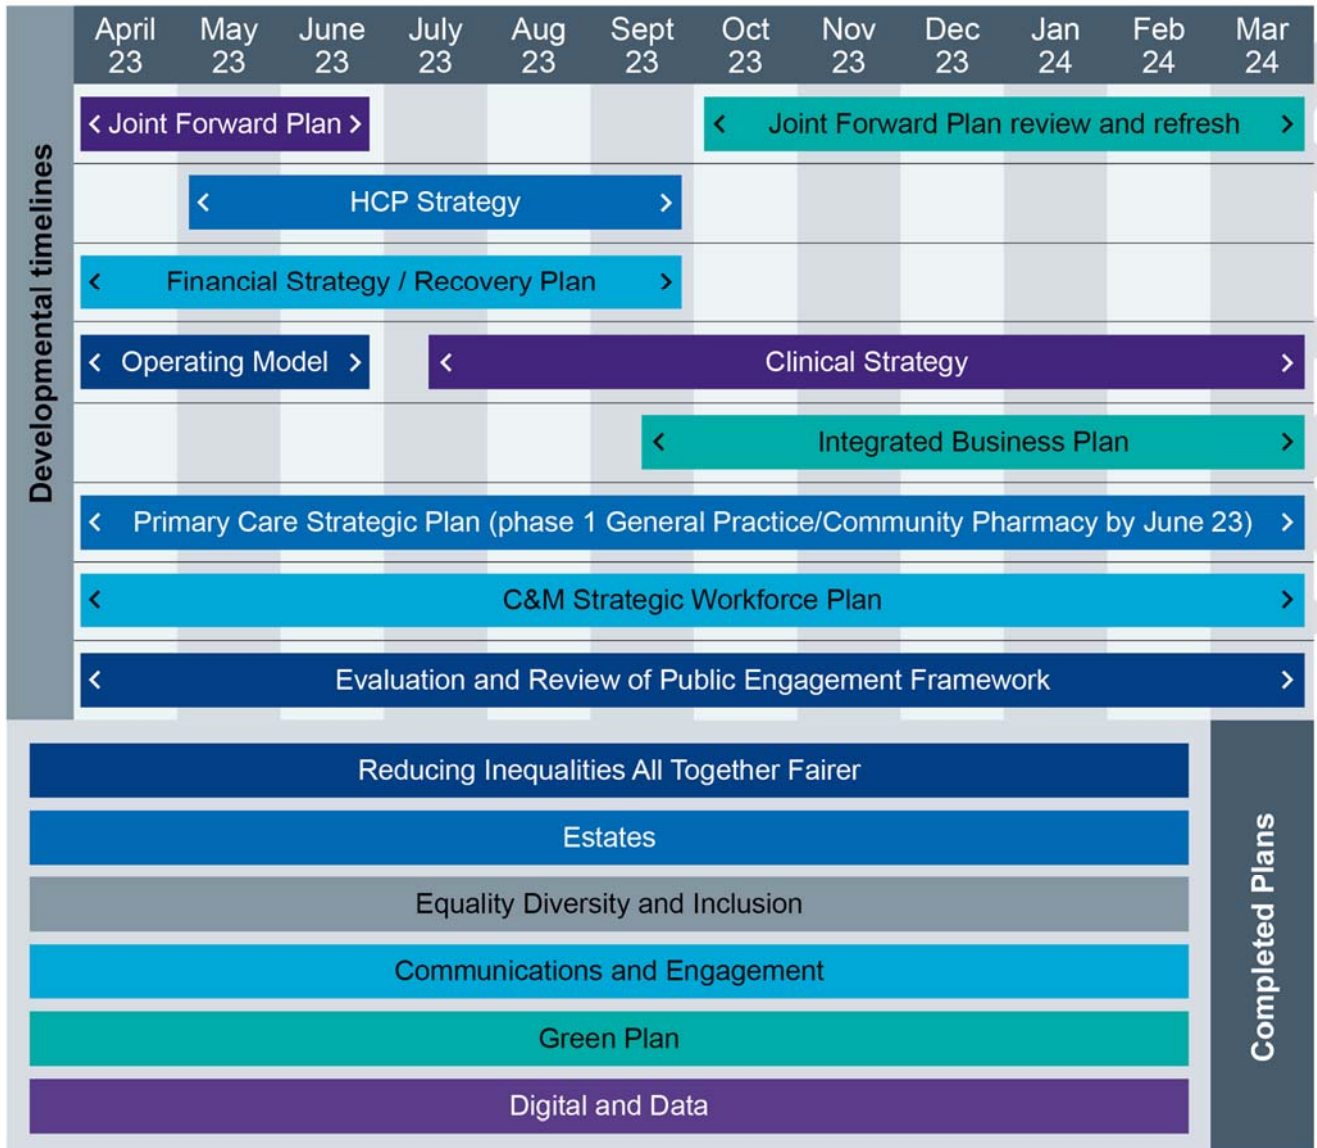 April 23
May 23
June 23
July 23
Aug 23
Sept 23
Oct 23
Nov 23
Dec 23
Jan 24
Feb 24
Mar 24
Developmental timelines
Joint Forward Plan
Joint Forward Plan review and refresh
HCP Strategy
Financial Strategy / Recovery Plan
Operating Model
Clinical Strategy
Integrated Business Plan
Primary Care Strategic Plan (phase 1 General Practice/Community Pharmacy by June 23)
C&M Strategic Workforce Plan
Evaluation and Review of Public Engagement Framework
Reducing Inequalities All Together Fairer
Estates
Equality Diversity and Inclusion
Communications and Engagement
Green Plan
Digital and Data
Completed Plans